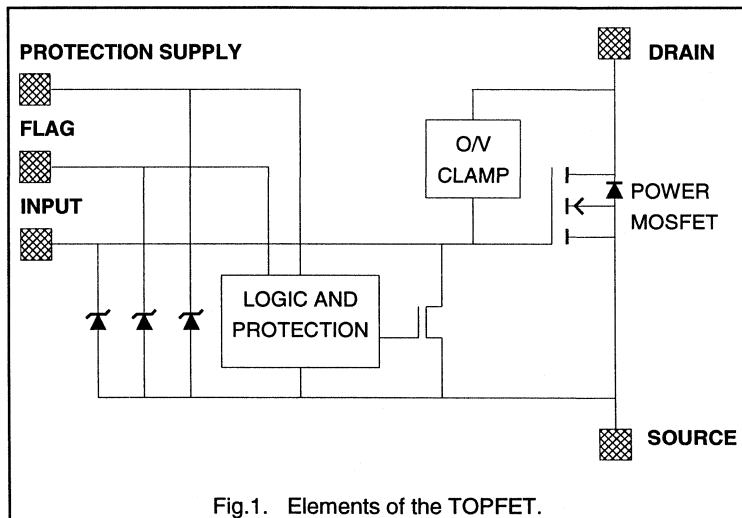 PROTECTION SUPPLY
DRAIN
FLAG
O/V
CLAMP
INPUT
POWER
MOSFET
LOGIC AND
PROTECTION
SOURCE
Fig.1. Elements of the TOPFET.